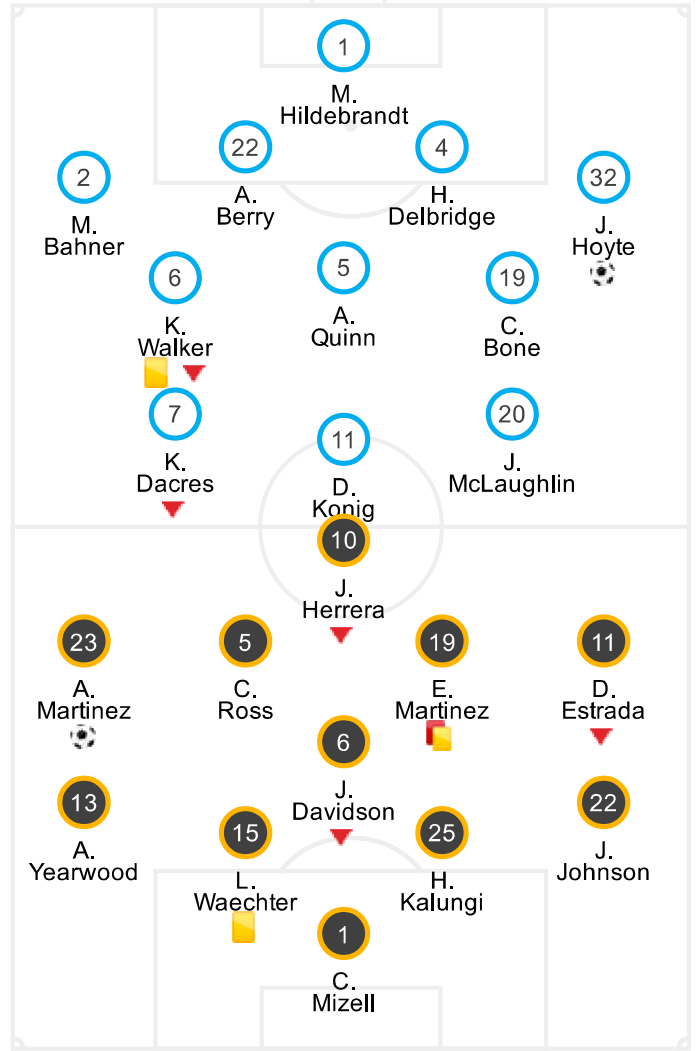 1
M.
Hildebrandt
22
4
A.
Berry
H.
Delbridge
2
32
M.
Bahner
J.
Hoyte
6
5
19
K.
Walker
A.
Quinn
C.
Bone
7
11
20
K.
Dacres
D.
Konig
J.
McLaughlin
10
J.
Herrera
23
5
19
11
A.
Martinez
C.
Ross
E.
Martinez
D.
Estrada
6
J.
Davidson
13
22
A.
Yearwood
J.
Johnson
15
25
L.
Waechter
H.
Kalungi
1
C.
Mizell